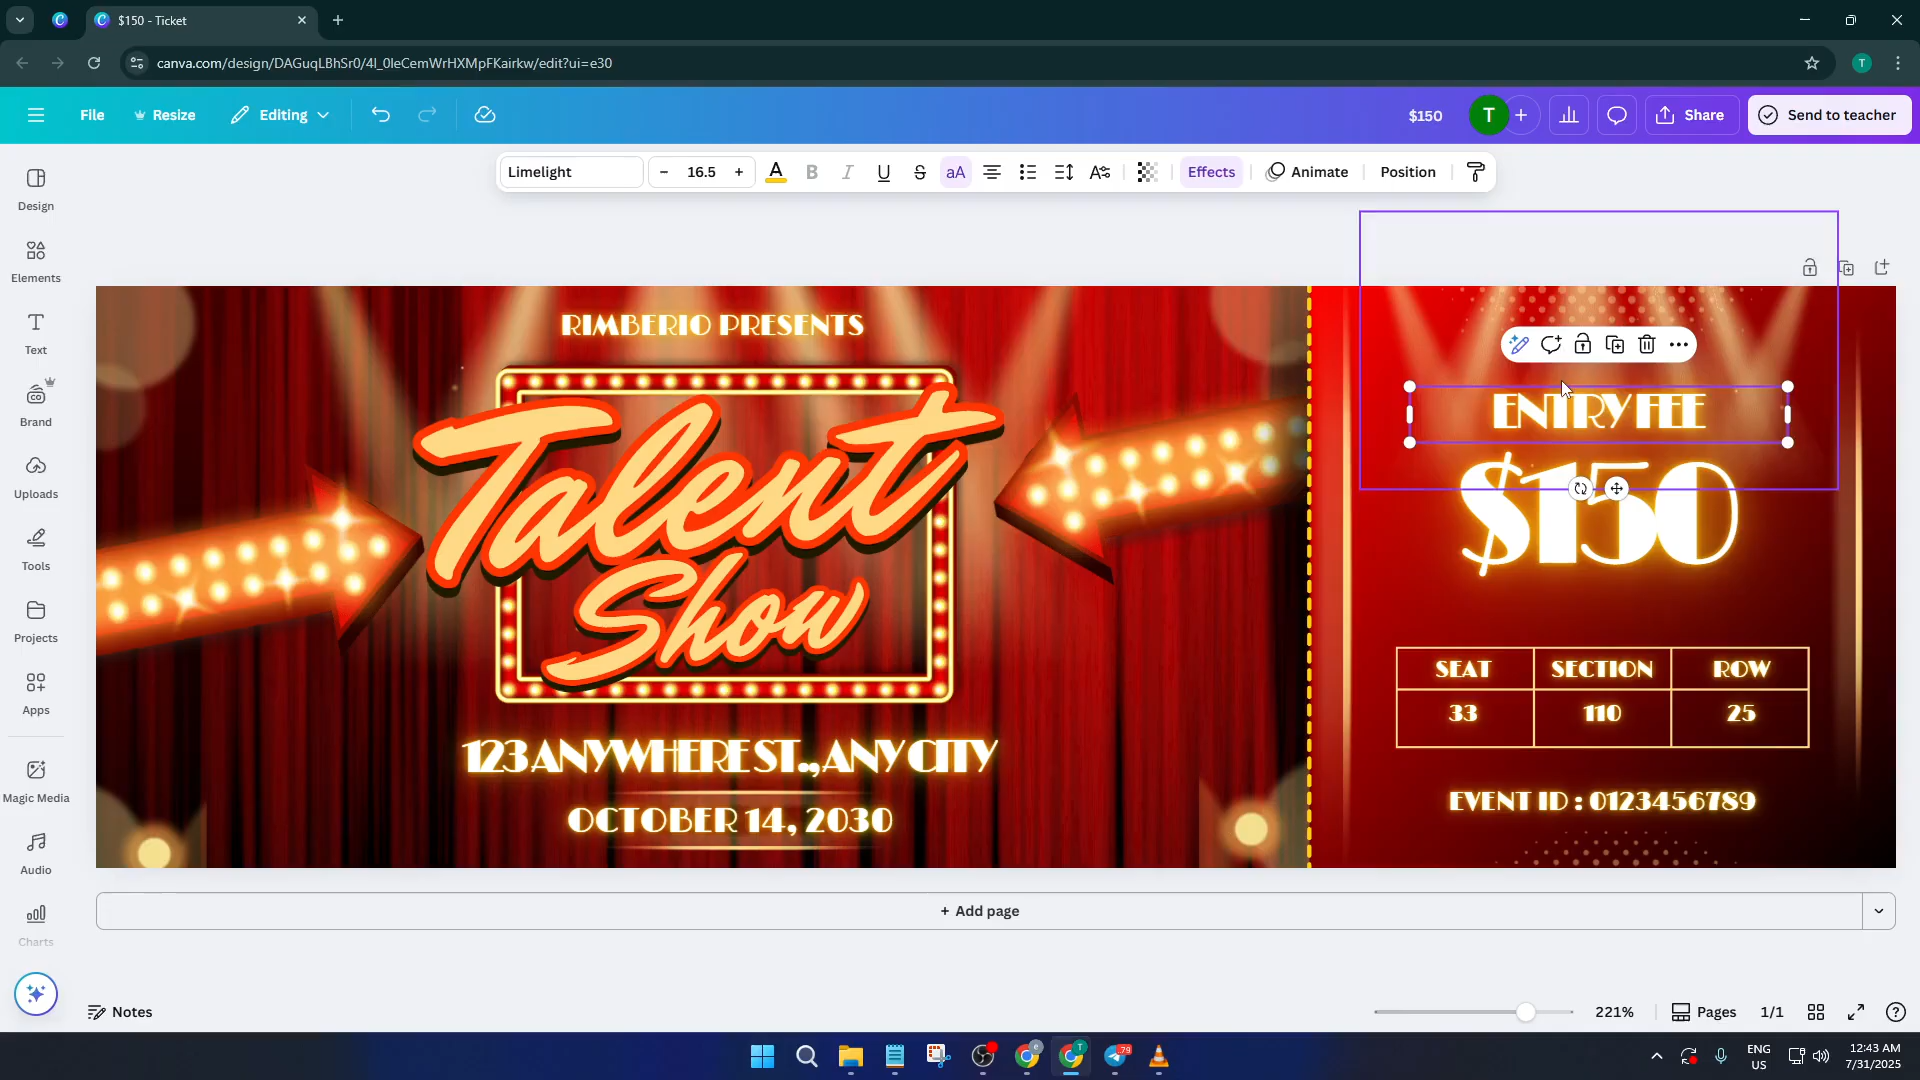 $150 - Ticket
canva.com/design/DAGuqLBhSr0/4l_0leCemWrHXMpFKairkw/edit?ui=e30
T
File
Resize
Editing
$150
T
Share
Send to teacher
Limelight
16.5
aA
Effects
Animate
Position
Design
Elements
Text
Brand
Uploads
Tools
Projects
Apps
Magic Media
Audio
Charts
RIMBERIO PRESENTS
Talent
Show
123 ANYWHERE ST., ANY CITY
OCTOBER 14, 2030
ENTRY FEE
$150
SEAT SECTION ROW
33 110 25
EVENT ID : 0123456789
+ Add page
Notes
221%
Pages
1/1
79
ENG
US
12:43 AM
7/31/2025